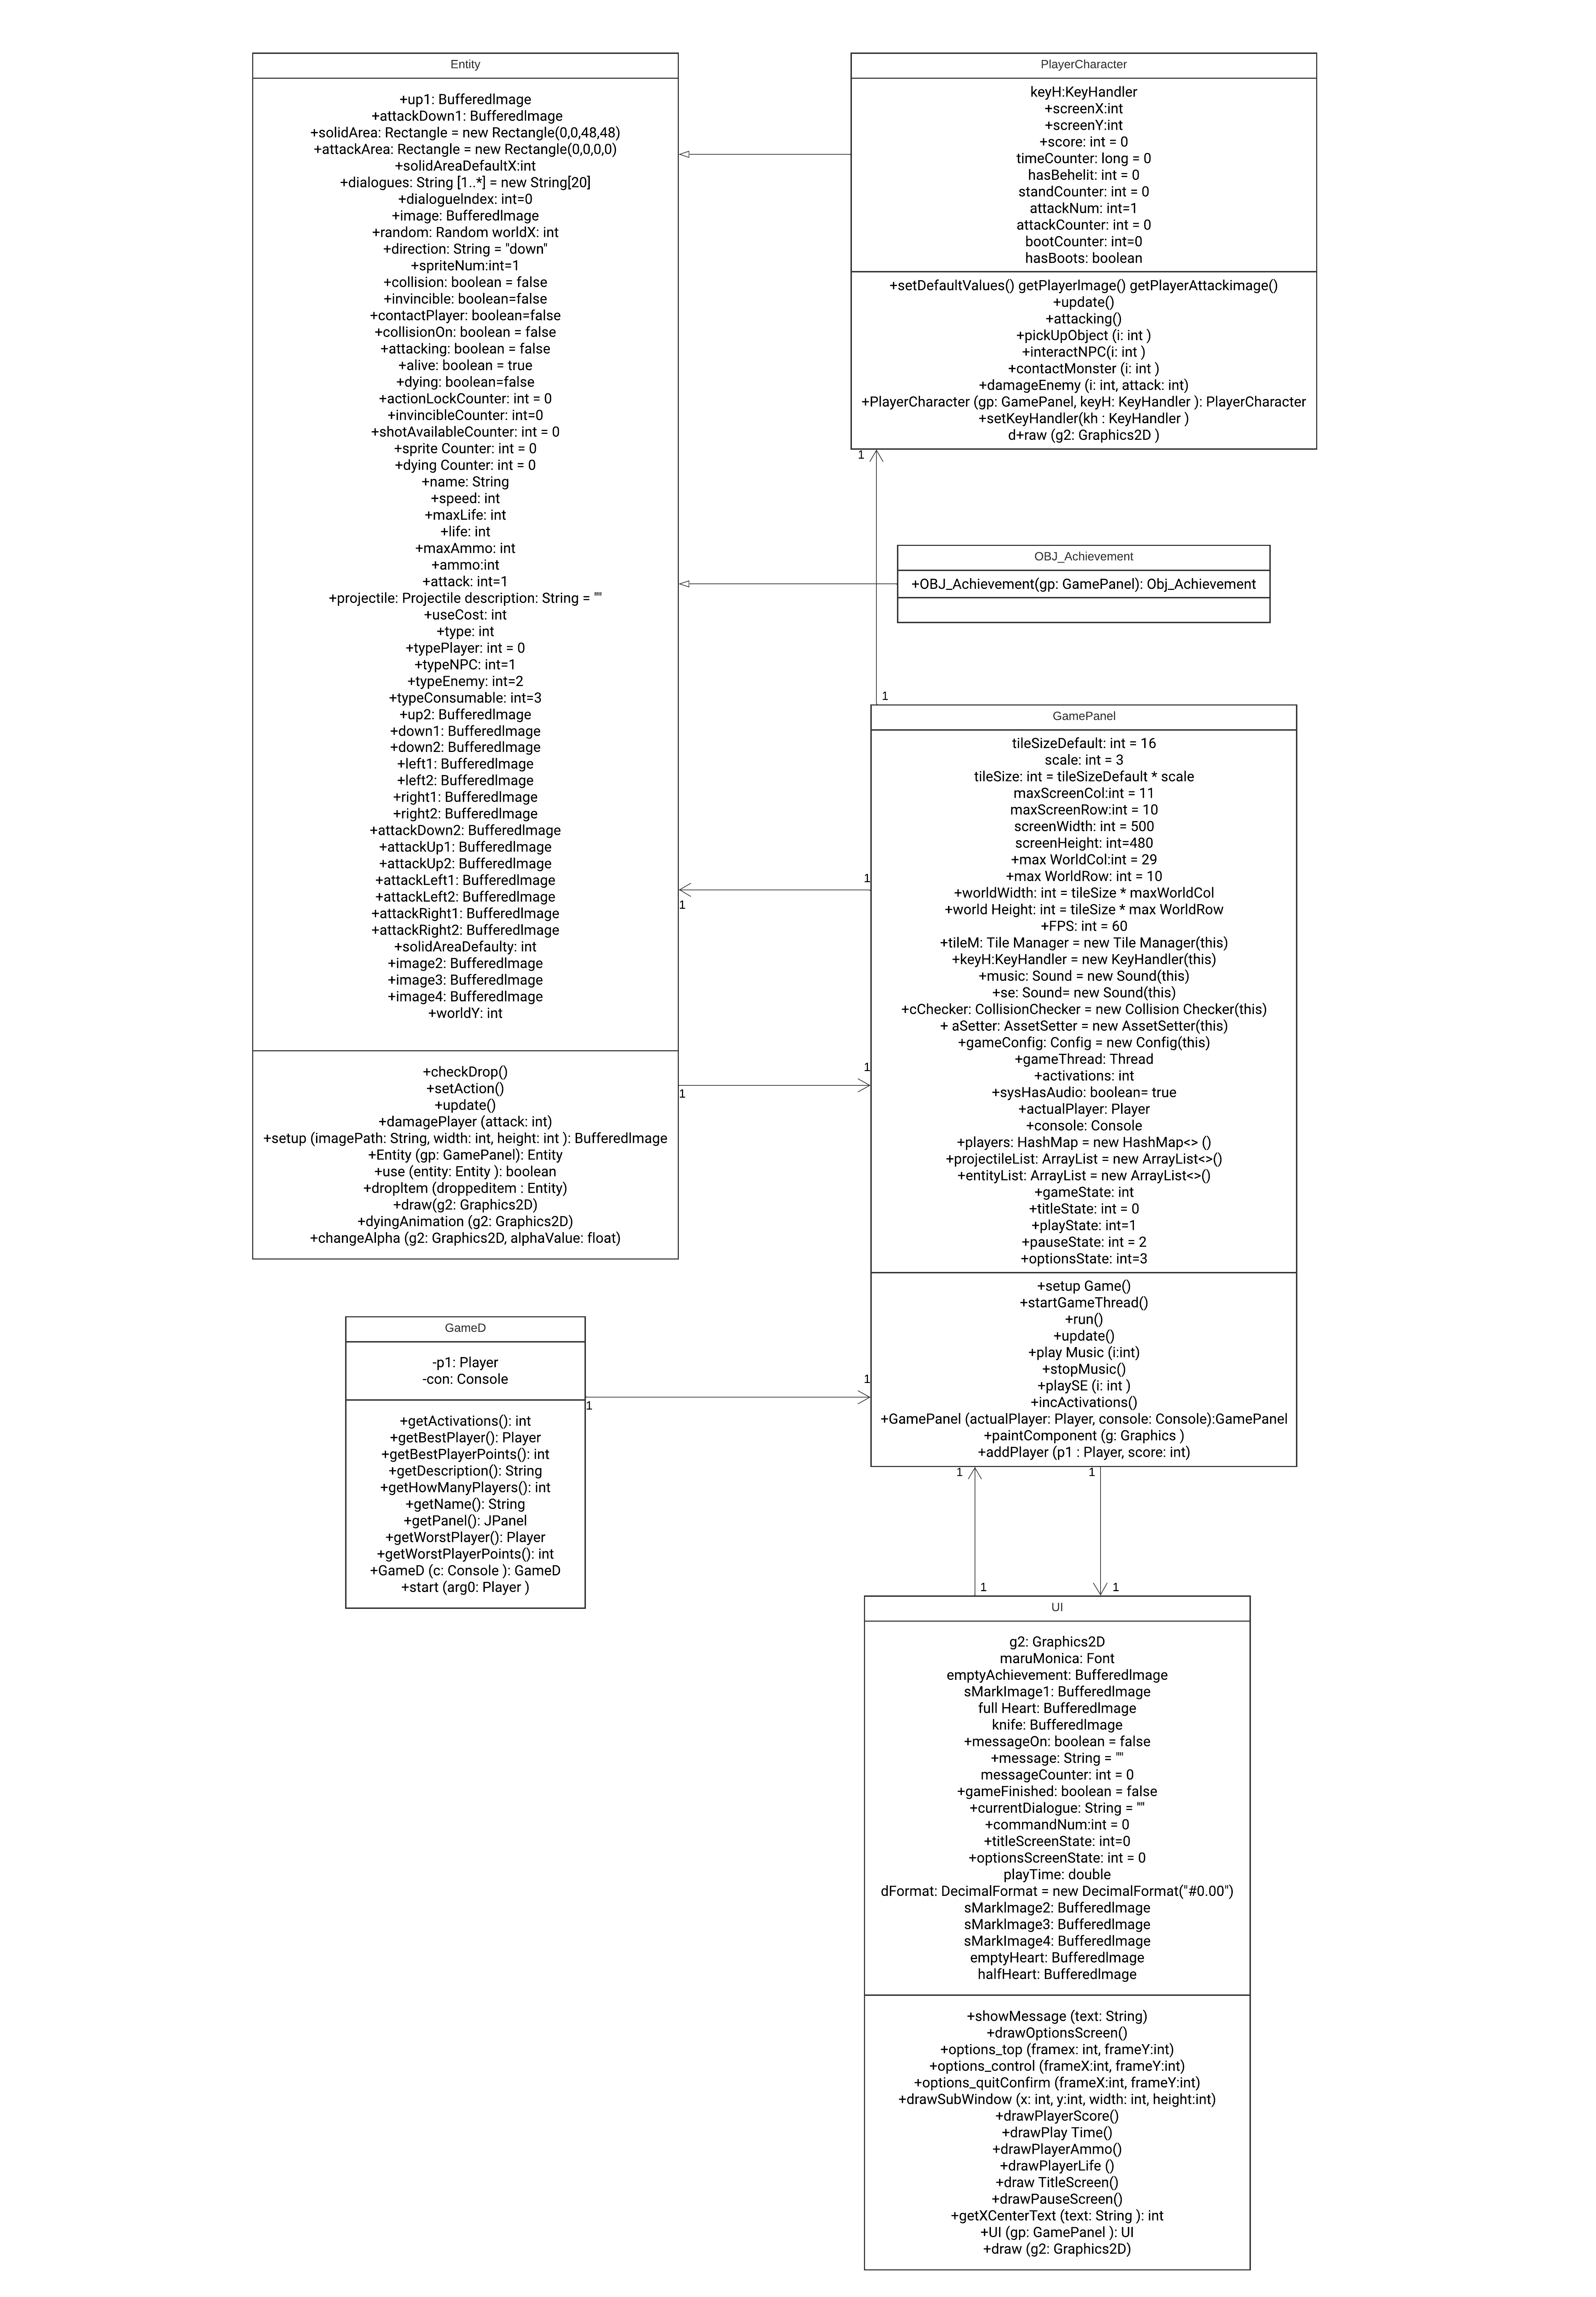 Entity
+up1: BufferedImage
+attackDown1: BufferedImage
+solidArea: Rectangle = new Rectangle(0,0,48,48)
+attackArea: Rectangle = new Rectangle(0,0,0,0)
+solidAreaDefaultX:int
+dialogues: String [1..*] = new String[20]
+dialogueIndex: int=0
+image: BufferedImage
+random: Random worldX: int
+direction: String = "down"
+spriteNum:int=1
+collision: boolean = false
+invincible: boolean=false
+contactPlayer: boolean=false
+collisionOn: boolean = false
+attacking: boolean = false
+alive: boolean = true
+dying: boolean=false
+actionLockCounter: int = 0
+invincibleCounter: int=0
+shotAvailableCounter: int = 0
+sprite Counter: int = 0
+dying Counter: int = 0
+name: String
+speed: int
+maxLife: int
+life: int
+maxAmmo: int
+ammo:int
+attack: int=1
+projectile: Projectile description: String = ""
+useCost: int
+type: int
+typePlayer: int = 0
+typeNPC: int=1
+typeEnemy: int=2
+typeConsumable: int=3
+up2: BufferedImage
+down1: BufferedImage
+down2: BufferedImage
+left1: BufferedImage
+left2: BufferedImage
+right1: BufferedImage
+right2: BufferedImage
+attackDown2: BufferedImage
+attackUp1: BufferedImage
+attackUp2: BufferedImage
+attackLeft1: BufferedImage
+attackLeft2: BufferedImage
+attackRight1: BufferedImage
+attackRight2: BufferedImage
+solidAreaDefaulty: int
+image2: BufferedImage
+image3: BufferedImage
+image4: BufferedImage
+worldY: int
+checkDrop()
+setAction()
+update()
+damagePlayer (attack: int)
+setup (imagePath: String, width: int, height: int ): BufferedImage
+Entity (gp: GamePanel): Entity
+use (entity: Entity ): boolean
+dropItem (droppeditem : Entity)
+draw(g2: Graphics2D)
+dyingAnimation (g2: Graphics2D)
+changeAlpha (g2: Graphics2D, alphaValue: float)
PlayerCharacter
keyH:KeyHandler
+screenX:int
+screenY:int
+score: int = 0
timeCounter: long = 0
hasBehelit: int = 0
standCounter: int = 0
attackNum: int=1
attackCounter: int = 0
bootCounter: int=0
hasBoots: boolean
+setDefaultValues() getPlayerImage() getPlayerAttackimage()
+update()
+attacking()
+pickUpObject (i: int )
+interactNPC(i: int )
+contactMonster (i: int )
+damageEnemy (i: int, attack: int)
+PlayerCharacter (gp: GamePanel, keyH: KeyHandler ): PlayerCharacter
+setKeyHandler(kh : KeyHandler )
d+raw (g2: Graphics2D )
1
OBJ_Achievement
+OBJ_Achievement(gp: GamePanel): Obj_Achievement
1
GamePanel
tileSizeDefault: int = 16
scale: int = 3
tileSize: int = tileSizeDefault * scale
maxScreenCol:int = 11
maxScreenRow:int = 10
screenWidth: int = 500
screenHeight: int=480
+max WorldCol:int = 29
+max WorldRow: int = 10
+worldWidth: int = tileSize * maxWorldCol
+world Height: int = tileSize * max WorldRow
+FPS: int = 60
+tileM: Tile Manager = new Tile Manager(this)
+keyH:KeyHandler = new KeyHandler(this)
+music: Sound = new Sound(this)
+se: Sound= new Sound(this)
+cChecker: CollisionChecker = new Collision Checker(this)
+ aSetter: AssetSetter = new AssetSetter(this)
+gameConfig: Config = new Config(this)
+gameThread: Thread
+activations: int
+sysHasAudio: boolean= true
+actualPlayer: Player
+console: Console
+players: HashMap = new HashMap<> ()
+projectileList: ArrayList = new ArrayList<>()
+entityList: ArrayList = new ArrayList<>()
+gameState: int
+titleState: int = 0
+playState: int=1
+pauseState: int = 2
+optionsState: int=3
+setup Game()
+startGameThread()
+run()
+update()
+play Music (i:int)
+stopMusic()
+playSE (i: int )
+incActivations()
+GamePanel (actualPlayer: Player, console: Console):GamePanel
+paintComponent (g: Graphics )
+addPlayer (p1 : Player, score: int)
1
1
1
1
1
1
GameD
-p1: Player
-con: Console
+getActivations(): int
+getBestPlayer(): Player
+getBestPlayerPoints(): int
+getDescription(): String
+getHowManyPlayers(): int
+getName(): String
+getPanel(): JPanel
+getWorstPlayer(): Player
+getWorstPlayerPoints(): int
+GameD (c: Console ): GameD
+start (arg0: Player )
1
1
1
1
UI
g2: Graphics2D
maruMonica: Font
emptyAchievement: BufferedImage
sMarkImage1: BufferedImage
full Heart: BufferedImage
knife: BufferedImage
+messageOn: boolean = false
+message: String = ""
messageCounter: int = 0
+gameFinished: boolean = false
+currentDialogue: String = ""
+commandNum:int = 0
+titleScreenState: int=0
+optionsScreenState: int = 0
playTime: double
dFormat: DecimalFormat = new DecimalFormat("#0.00")
sMarkImage2: BufferedImage
sMarkImage3: BufferedImage
sMarkImage4: BufferedImage
emptyHeart: BufferedImage
halfHeart: BufferedImage
+showMessage (text: String)
+drawOptionsScreen()
+options_top (framex: int, frameY:int)
+options_control (frameX:int, frameY:int)
+options_quitConfirm (frameX:int, frameY:int)
+drawSubWindow (x: int, y:int, width: int, height:int)
+drawPlayerScore()
+drawPlay Time()
+drawPlayerAmmo()
+drawPlayerLife ()
+draw TitleScreen()
+drawPauseScreen()
+getXCenterText (text: String ): int
+UI (gp: GamePanel ): UI
+draw (g2: Graphics2D)